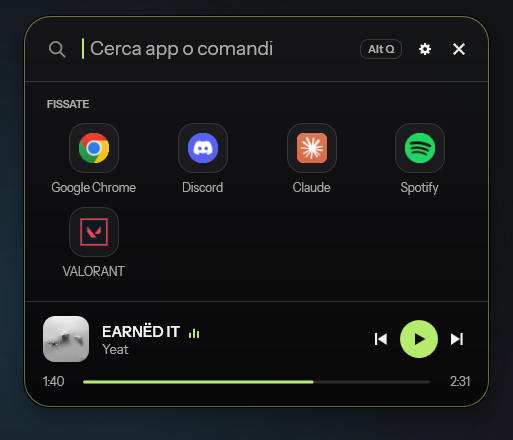 Cerca app o comandi
Alt Q
FISSATE
Google Chrome
Discord
Claude
Spotify
VALORANT
EARNËD IT
Yeat
1:40
2:31